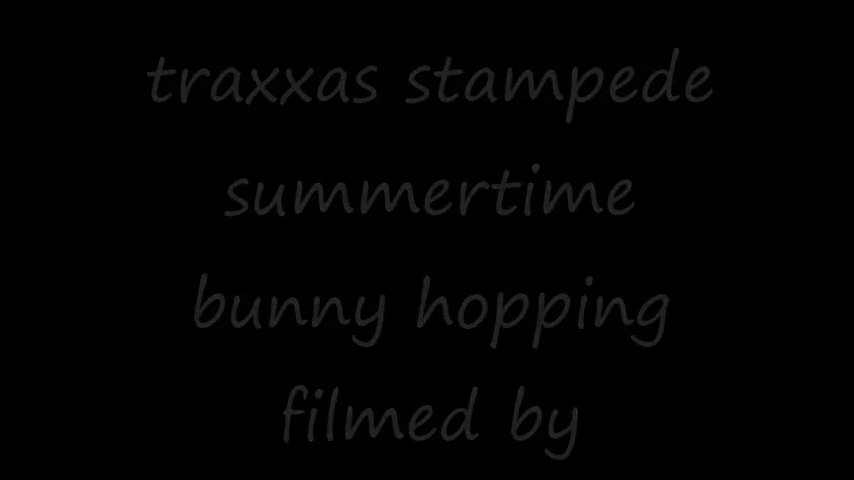 traxxas stampede
summertime
bunny hopping
filmed by